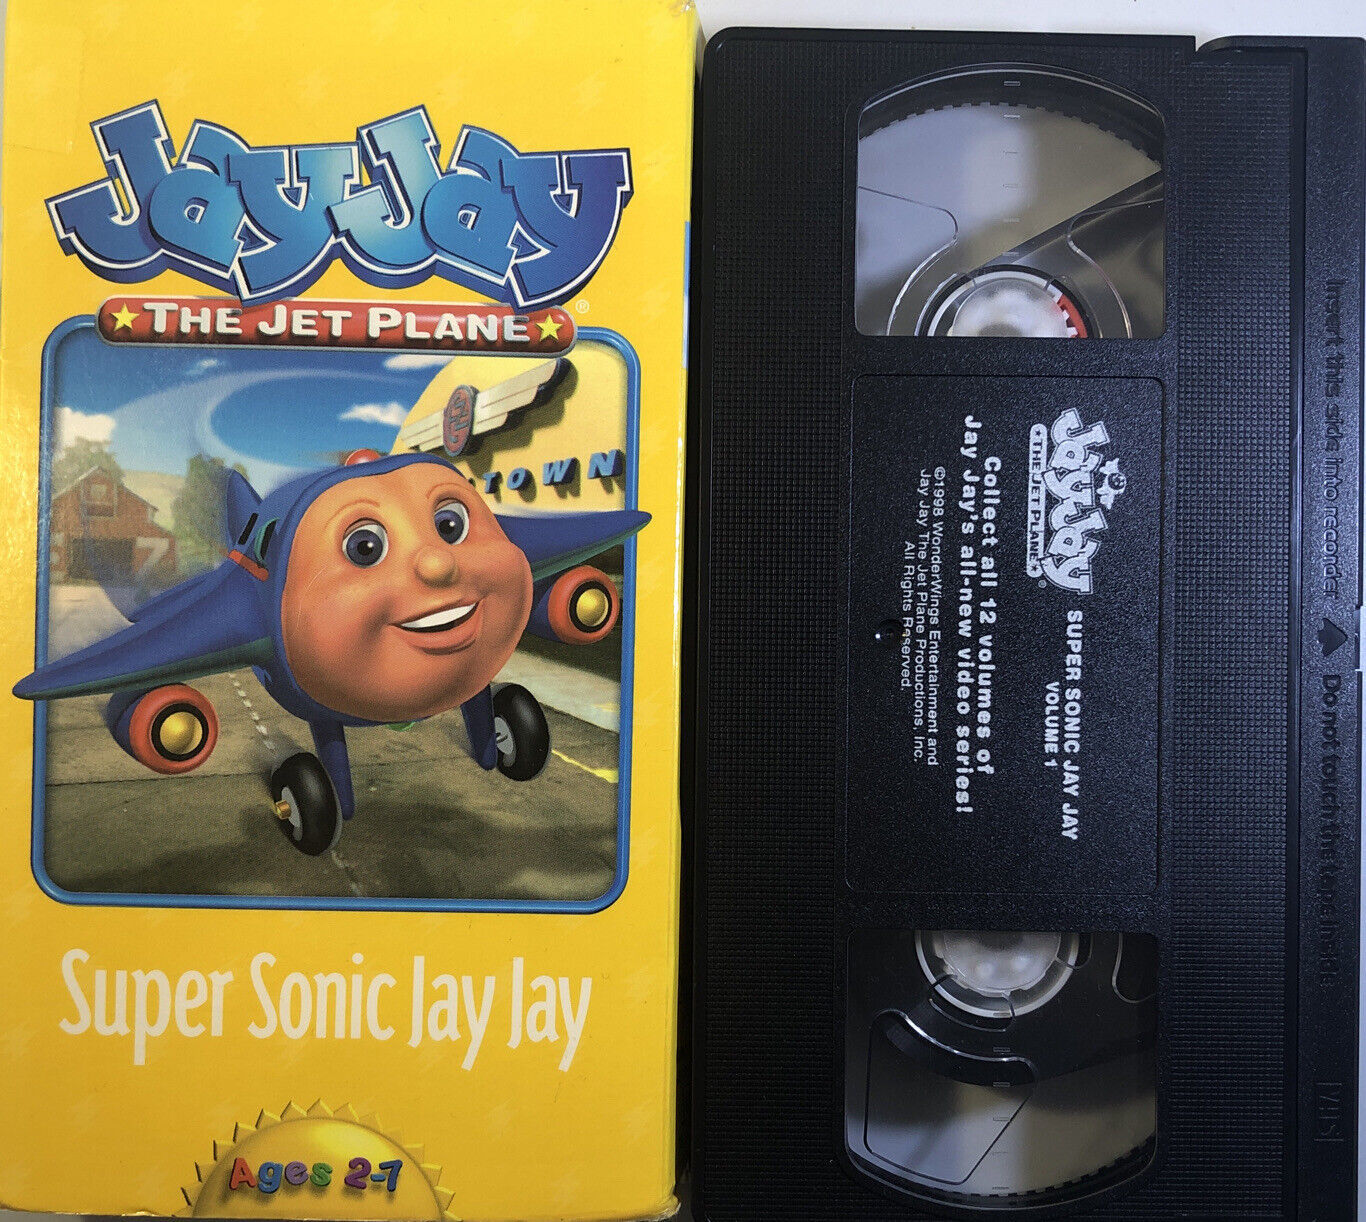 Jay Jay
®
THE JET PLANE
TOWN
7
Super Sonic Jay Jay
Ages 2-7
Jay Jay
THE JET PLANE
®
SUPER SONIC JAY JAY
VOLUME 1
Collect all 12 volumes of
Jay Jay's all-new video series!
©1998 WonderWings Entertainment and
Jay Jay The Jet Plane Productions, Inc.
All Rights Reserved.
Insert this side into recorder
Do not touch the tape inside
VHS